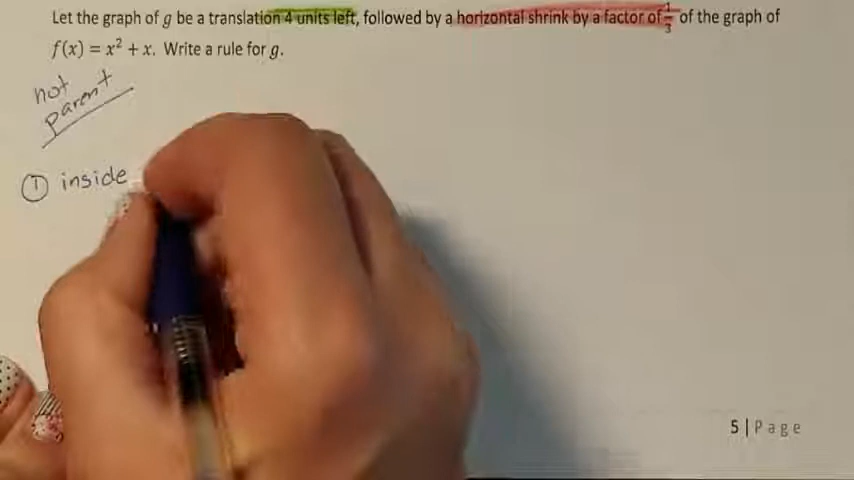 Let the graph of g be a translation 4 units left, followed by a horizontal shrink by a factor of 1/3 of the graph of
f(x) = x² + x. Write a rule for g.
not
parent
① inside
5 | Page